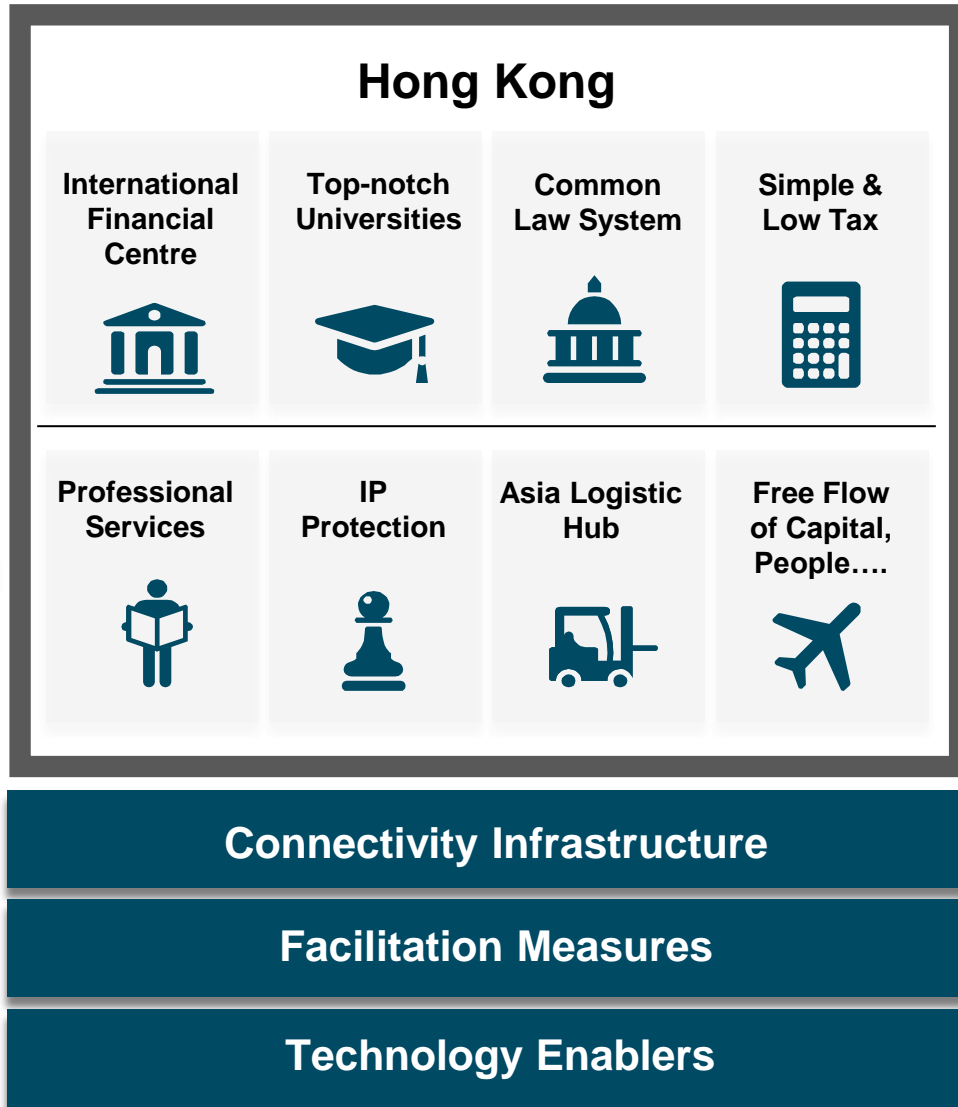 Hong Kong
International
Financial
Centre
Top-notch
Universities
Common
Law System
Simple &
Low Tax
Professional
Services
IP
Protection
Asia Logistic
Hub
Free Flow
of Capital,
People….
Connectivity Infrastructure
Facilitation Measures
Technology Enablers